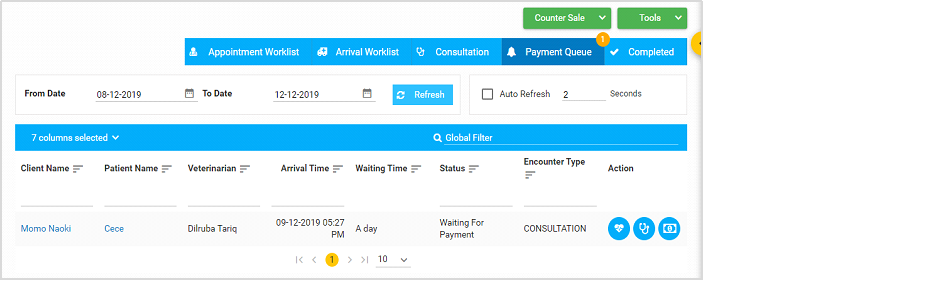 Counter Sale
Tools
Appointment Worklist
Arrival Worklist
Consultation
Payment Queue
1
Completed
From Date
08-12-2019
To Date
12-12-2019
Refresh
Auto Refresh
2
Seconds
7 columns selected
Global Filter
Client Name
Patient Name
Veterinarian
Arrival Time
Waiting Time
Status
Encounter Type
Action
Momo Naoki
Cece
Dilruba Tariq
09-12-2019 05:27
PM
A day
Waiting For
Payment
CONSULTATION
1
10